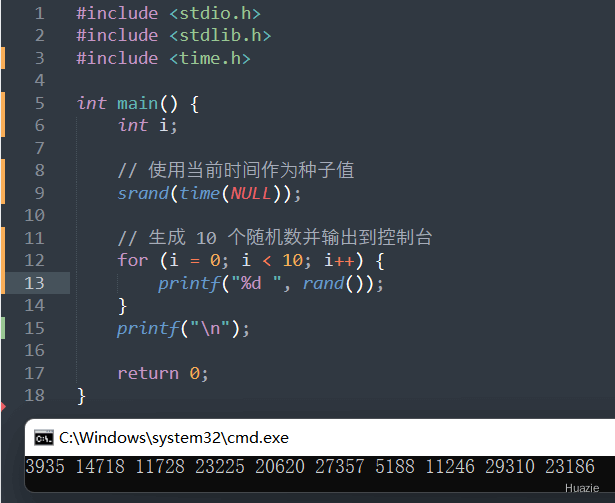 1 #include <stdio.h>
2 #include <stdlib.h>
3 #include <time.h>
4
5 int main() {
6     int i;
7
8     // 使用当前时间作为种子值
9     srand(time(NULL));
10
11     // 生成 10 个随机数并输出到控制台
12     for (i = 0; i < 10; i++) {
13         printf("%d ", rand());
14     }
15     printf("\n");
16
17     return 0;
18 }
C:\Windows\system32\cmd.exe
3935 14718 11728 23225 20620 27357 5188 11246 29310 23186
Huazie